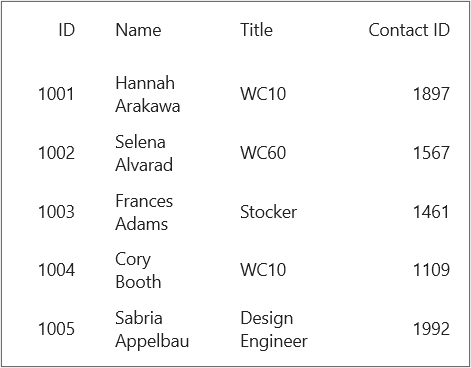 ID Name Title Contact ID
1001 Hannah Arakawa WC10 1897
1002 Selena Alvarad WC60 1567
1003 Frances Adams Stocker 1461
1004 Cory Booth WC10 1109
1005 Sabria Appelbau Design Engineer 1992